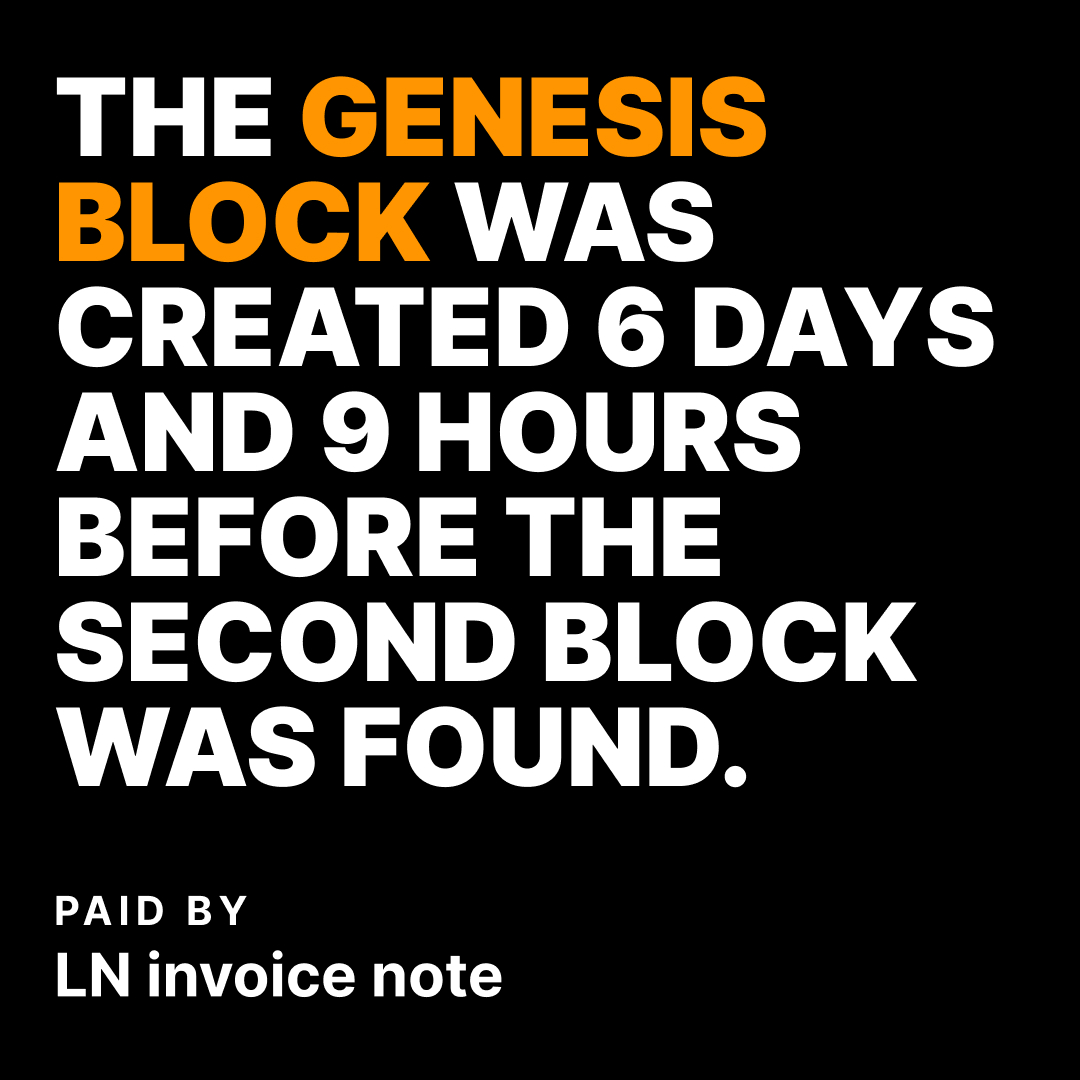 THE GENESIS
BLOCK WAS
CREATED 6 DAYS
AND 9 HOURS
BEFORE THE
SECOND BLOCK
WAS FOUND.
PAID BY
LN invoice note